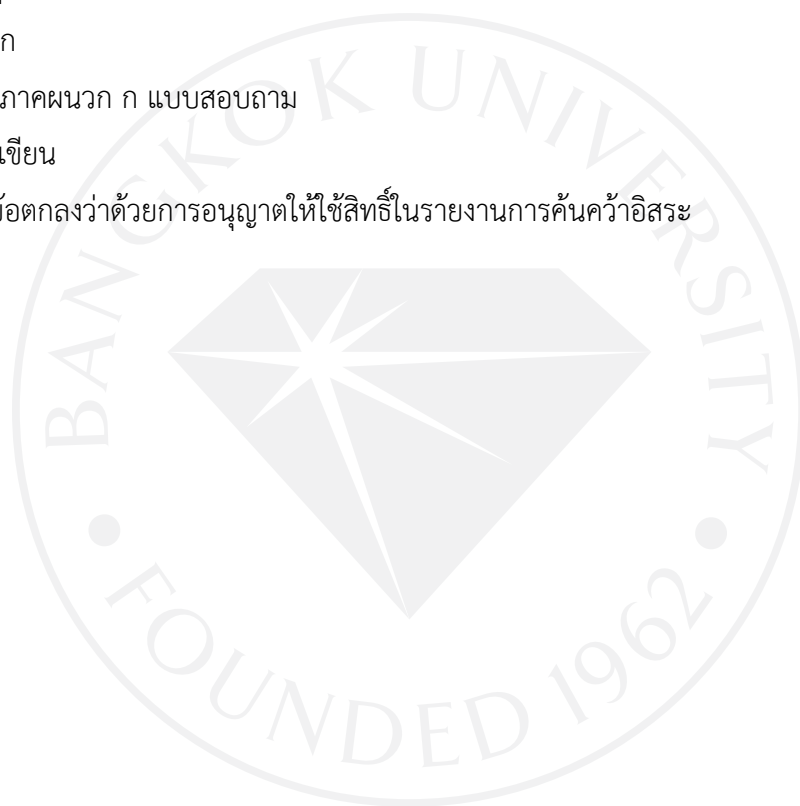 ก
ภาคผนวก ก แบบสอบถาม
เขียน
ข้อตกลงว่าด้วยการอนุญาตให้ใช้สิทธิ์ในรายงานการค้นคว้าอิสระ
BANGKOK UNIVERSITY
FOUNDED 1962